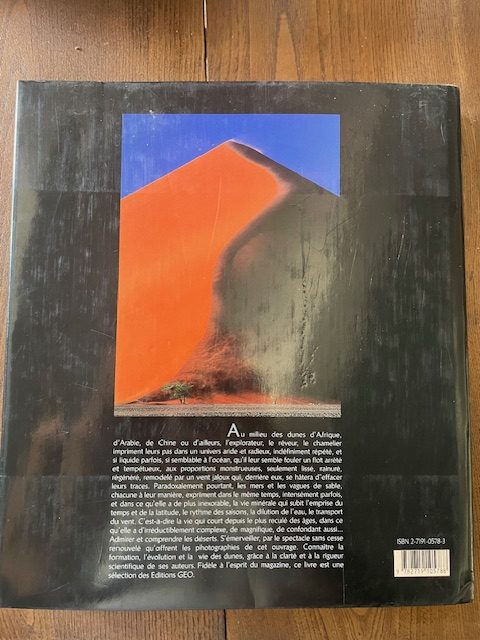 Au milieu des dunes d'Afrique,
d'Arabie, de Chine ou d'ailleurs, l'explorateur, le rêveur, le chamelier
impriment leurs pas dans un univers aride et radieux, indéfiniment répété, et
si liquide parfois, si semblable à l'océan, qu'il leur semble fouler un flot arrêté
et tempétueux, aux proportions monstrueuses, seulement lissé, rainuré,
régénéré, remodelé par un vent jaloux qui, derrière eux, se hâtera d'effacer
leurs traces. Paradoxalement pourtant, les mers et les vagues de sable,
chacune à leur manière, expriment dans le même temps, intensément parfois,
et dans ce qu'elle a de plus inexorable, la vie minérale qui subit l'emprise du
temps et de la latitude, le rythme des saisons, la dilution de l'eau, le transport
du vent. C'est-à-dire la vie qui court depuis le plus reculé des âges, dans ce
qu'elle a d'irréductiblement complexe, de magnifique, de confondant aussi...
Admirer et comprendre les déserts. S'émerveiller, par le spectacle sans cesse
renouvelé qu'offrent les photographies de cet ouvrage. Connaître la
formation, l'évolution et la vie des dunes, grâce à la clarté et à la rigueur
scientifique de ses auteurs. Fidèle à l'esprit du magazine, ce livre est une
sélection des Editions GEO.
ISBN 2-7191-0578-3
9 782719 105788